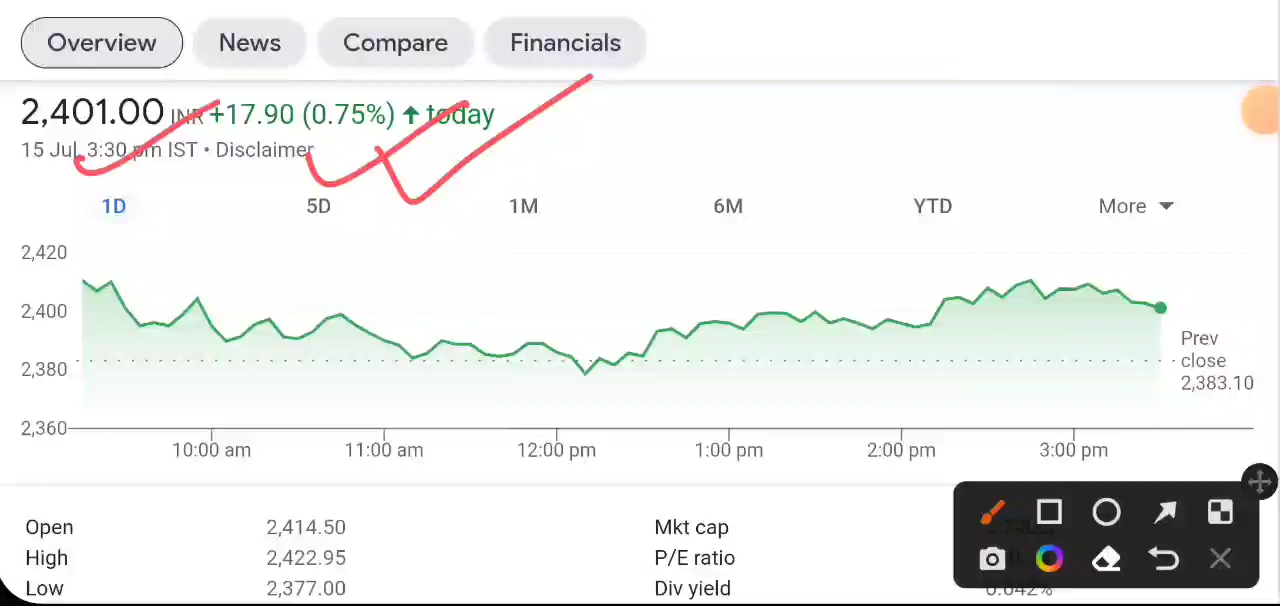 Overview News Compare Financials
2,401.00 INR +17.90 (0.75%) ↑ today
15 Jul, 3:30 pm IST • Disclaimer
1D 5D 1M 6M YTD More
2,420
2,400
2,380
2,360
Prev
close
2,383.10
10:00 am 11:00 am 12:00 pm 1:00 pm 2:00 pm 3:00 pm
Open 2,414.50 Mkt cap
High 2,422.95 P/E ratio
Low 2,377.00 Div yield 0.042%